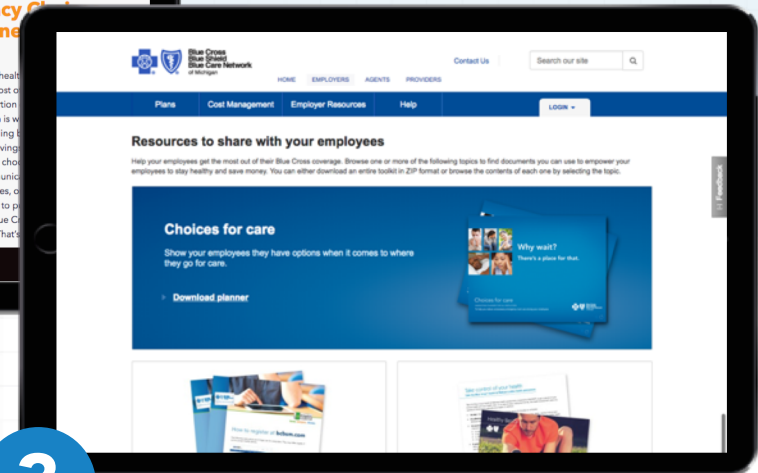 Blue Cross
Blue Shield
Blue Care Network
of Michigan
Contact Us
Search our site
HOME EMPLOYERS AGENTS PROVIDERS
Plans Cost Management Employer Resources Help
LOGIN
Resources to share with your employees
Help your employees get the most out of their Blue Cross coverage. Browse one or more of the following topics to find documents you can use to empower your
employees to stay healthy and save money. You can either download an entire toolkit in ZIP format or browse the contents of each one by selecting the topic.
Feedback
Choices for care
Show your employees they have options when it comes to where
they go for care.
Download planner
Why wait?
There's a place for that.
Choices for care
How to register at bcbsm.com
Take control of your health